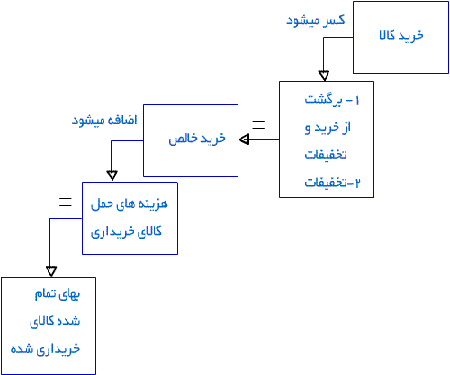 خرید کالا
کسر میشود
۱- برگشت
از خرید و
تخفیفات
۲-تخفیفات
=
خرید خالص
اضافه میشود
هزینه های حمل
کالای خریداری
=
بهای تمام
شده کالای
خریداری شده